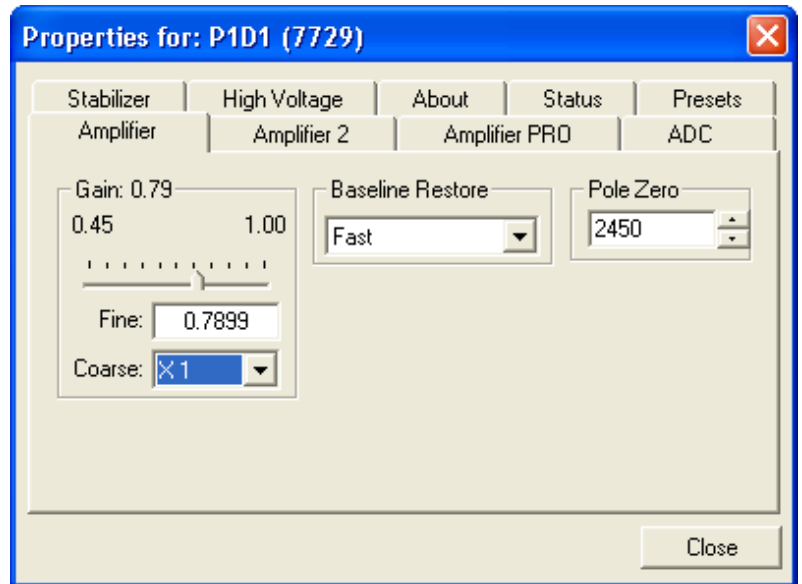 Properties for: P1D1 (7729)
Stabilizer High Voltage About Status Presets
Amplifier Amplifier 2 Amplifier PRO ADC
Gain: 0.79 Baseline Restore Pole Zero
0.45 1.00
Fast 2450
Fine: 0.7899
Coarse: X 1
Close